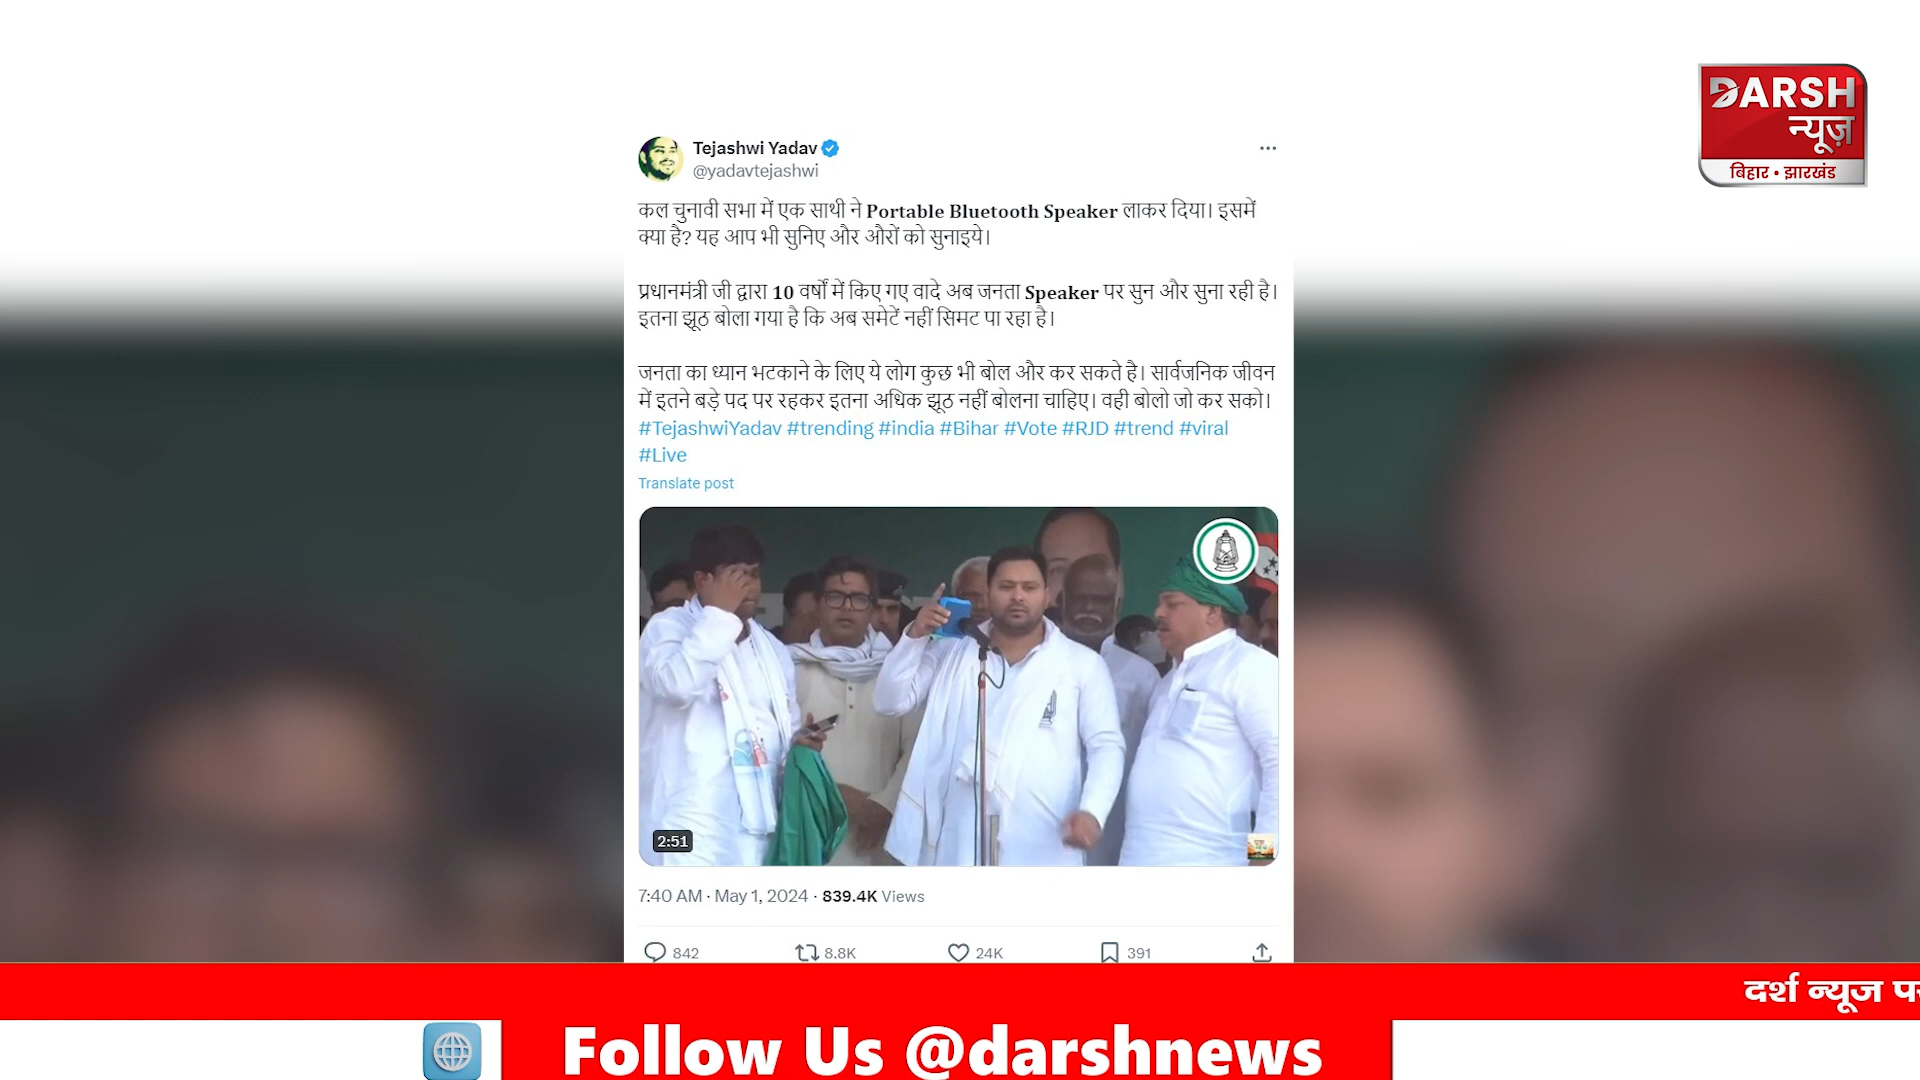 DARSH
न्यूज़
बिहार • झारखंड
Tejashwi Yadav
@yadavtejashwi
कल चुनावी सभा में एक साथी ने Portable Bluetooth Speaker लाकर दिया। इसमें
क्या है? यह आप भी सुनिए और औरों को सुनाइये।
प्रधानमंत्री जी द्वारा 10 वर्षों में किए गए वादे अब जनता Speaker पर सुन और सुना रही है।
इतना झूठ बोला गया है कि अब समेटें नहीं सिमट पा रहा है।
जनता का ध्यान भटकाने के लिए ये लोग कुछ भी बोल और कर सकते है। सार्वजनिक जीवन
में इतने बड़े पद पर रहकर इतना अधिक झूठ नहीं बोलना चाहिए। वही बोलो जो कर सको।
#TejashwiYadav #trending #india #Bihar #Vote #RJD #trend #viral
#Live
Translate post
2:51
7:40 AM · May 1, 2024 · 839.4K Views
842 8.8K 24K 391
दर्श न्यूज
Follow Us @darshnews